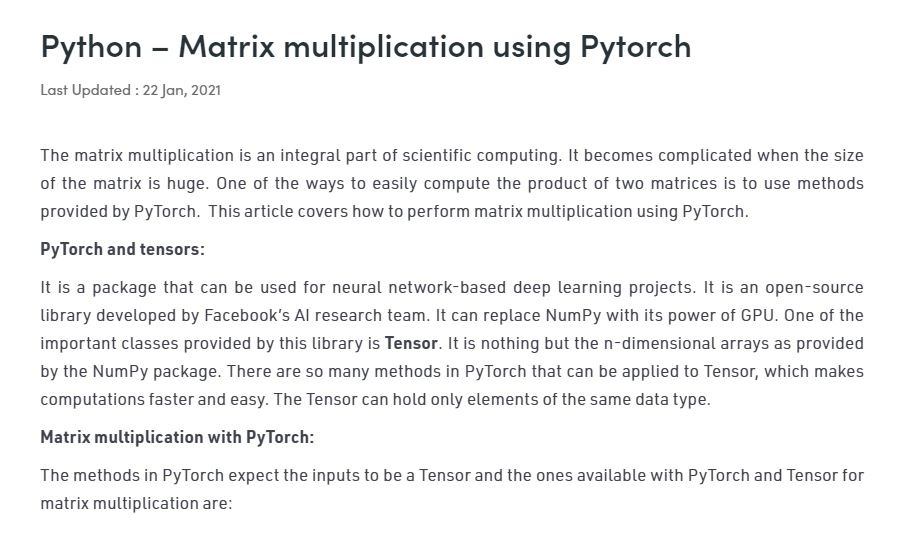 Python – Matrix multiplication using Pytorch
Last Updated : 22 Jan, 2021
The matrix multiplication is an integral part of scientific computing. It becomes complicated when the size
of the matrix is huge. One of the ways to easily compute the product of two matrices is to use methods
provided by PyTorch.  This article covers how to perform matrix multiplication using PyTorch.
PyTorch and tensors:
It is a package that can be used for neural network-based deep learning projects. It is an open-source
library developed by Facebook’s AI research team. It can replace NumPy with its power of GPU. One of the
important classes provided by this library is Tensor. It is nothing but the n-dimensional arrays as provided
by the NumPy package. There are so many methods in PyTorch that can be applied to Tensor, which makes
computations faster and easy. The Tensor can hold only elements of the same data type.
Matrix multiplication with PyTorch:
The methods in PyTorch expect the inputs to be a Tensor and the ones available with PyTorch and Tensor for
matrix multiplication are: